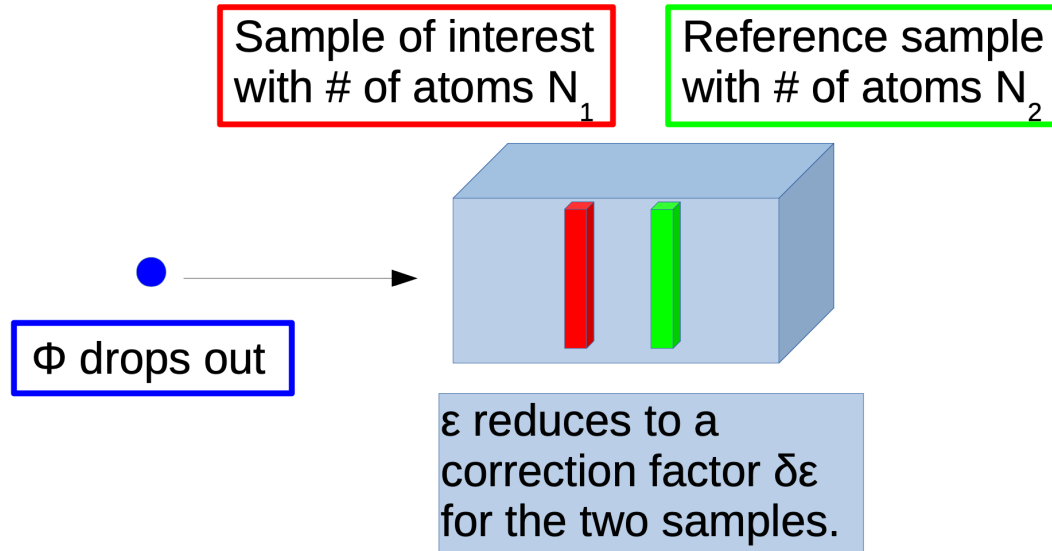 Sample of interest
with # of atoms N₁
Reference sample
with # of atoms N₂
Φ drops out
ε reduces to a
correction factor δε
for the two samples.